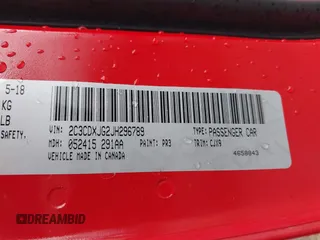 5-18
KG
LB
SAFETY.
VIN: 2C3CDXJG2JH296789
TYPE: PASSENGER CAR
MDH: 052415 291AA
PAINT: PR3
TRIM: CJX9
VEHICLE MADE IN CANADA
4658043
DREAMBID